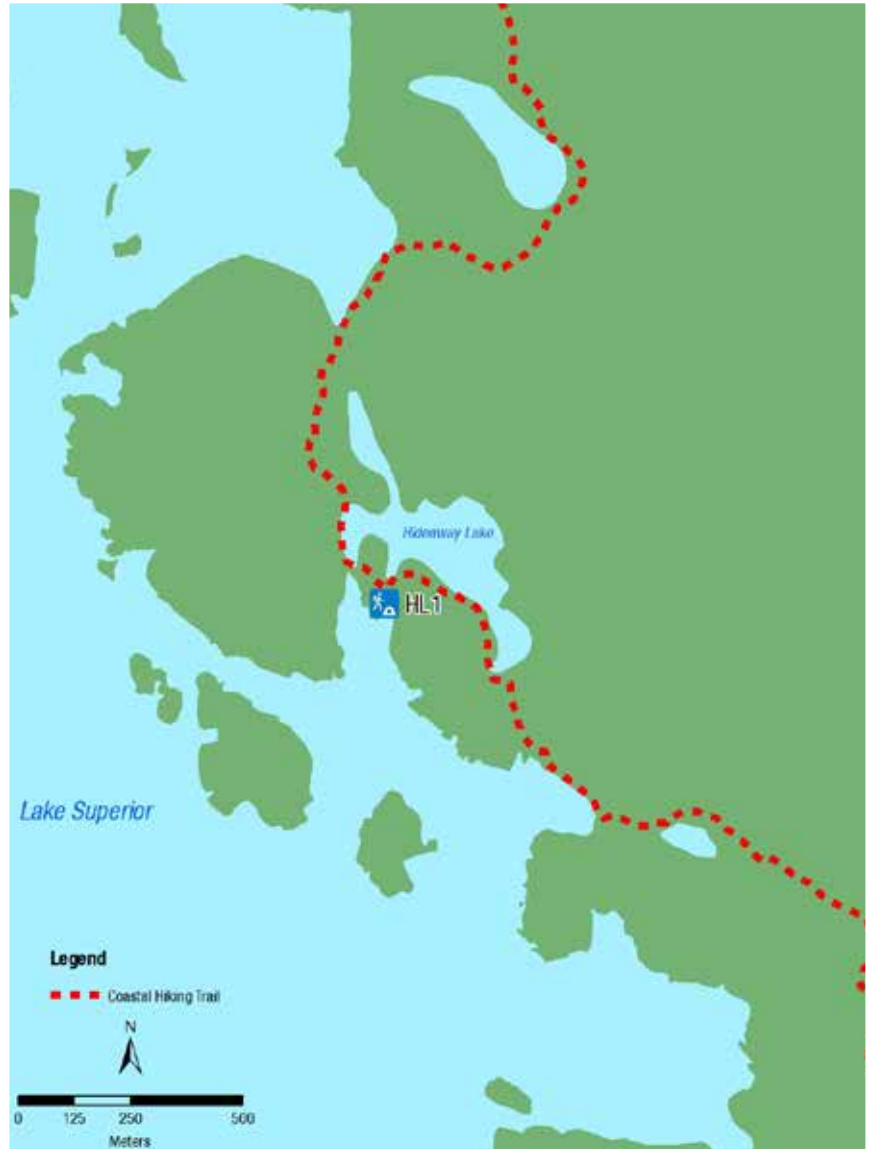 Hideaway Lake
HL1
Lake Superior
Legend
Coastal Hiking Trail
N
0 125 250 500
Meters